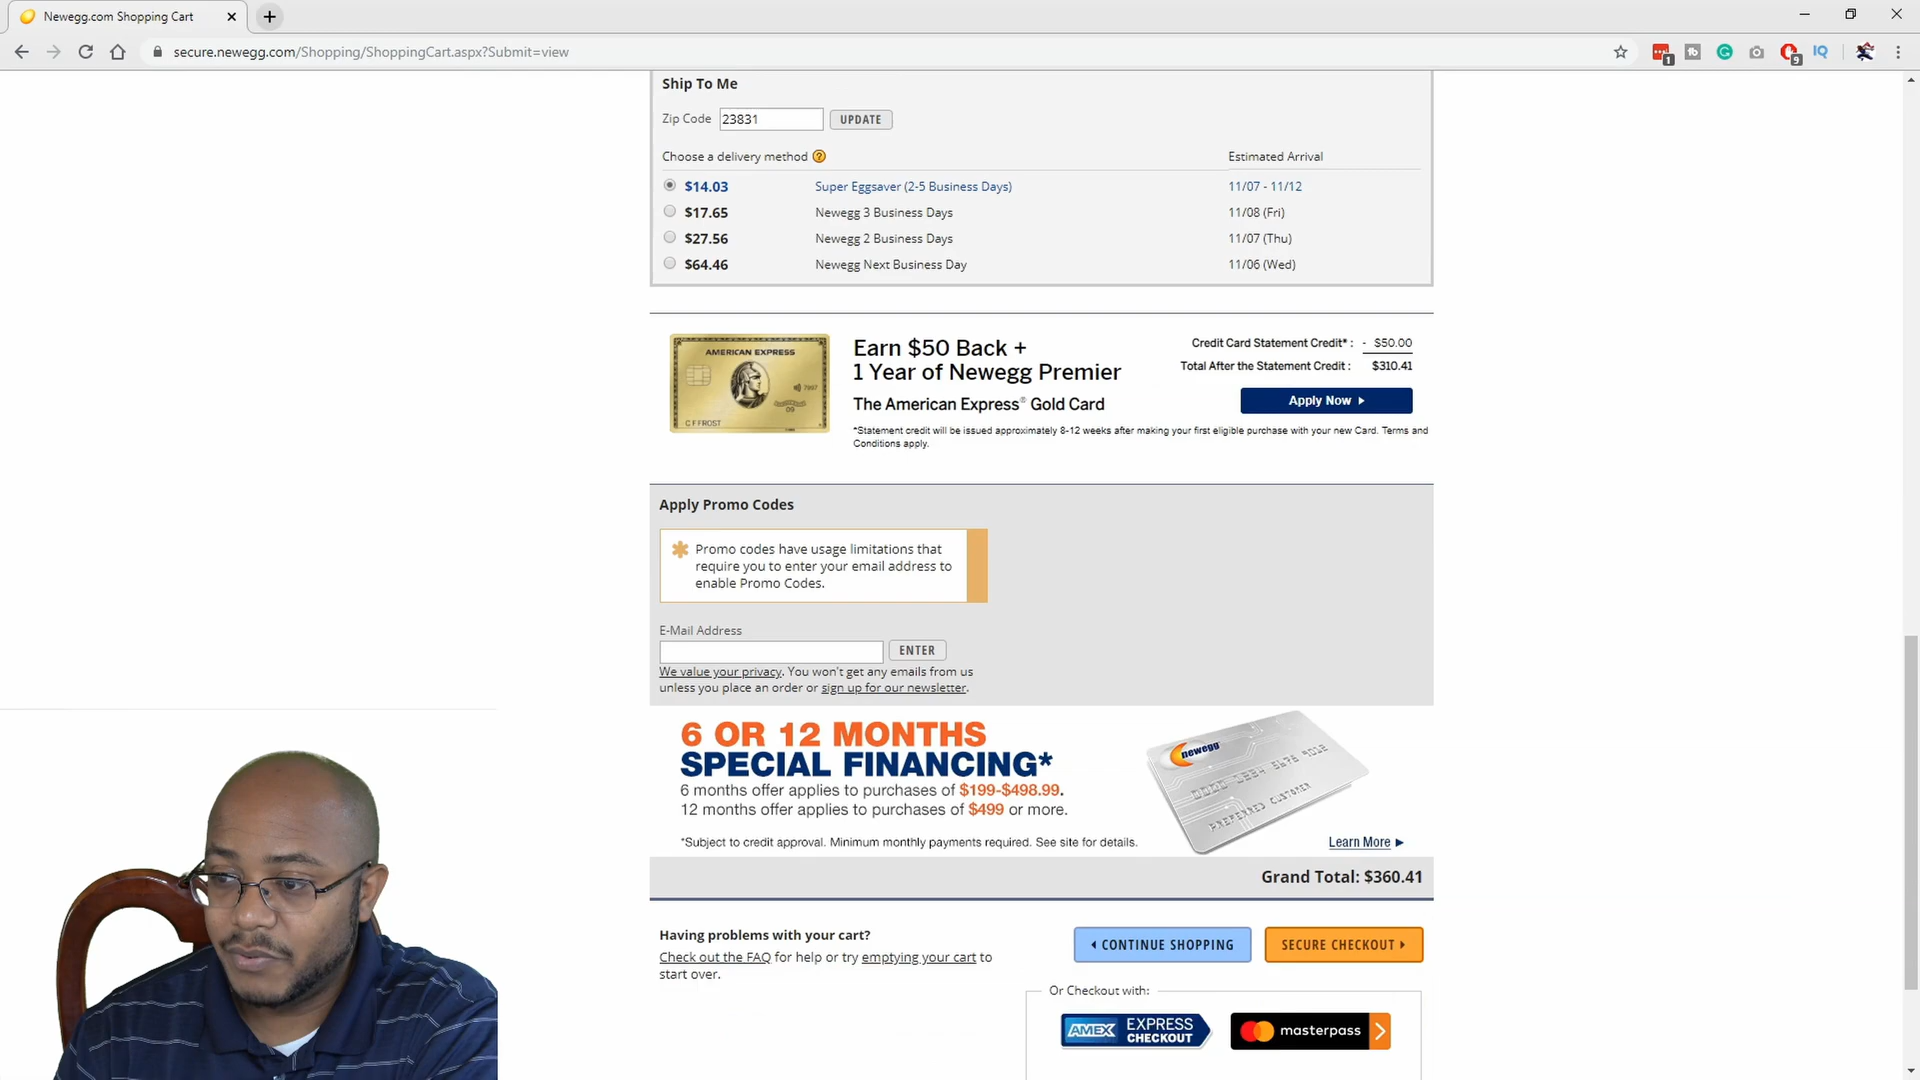 Newegg.com Shopping Cart
secure.newegg.com/Shopping/ShoppingCart.aspx?Submit=view
1
9
IQ
Ship To Me
Zip Code 23831 UPDATE
Choose a delivery method ? Estimated Arrival
$14.03 Super Eggsaver (2-5 Business Days) 11/07 - 11/12
$17.65 Newegg 3 Business Days 11/08 (Fri)
$27.56 Newegg 2 Business Days 11/07 (Thu)
$64.46 Newegg Next Business Day 11/06 (Wed)
AMERICAN EXPRESS
09
C F FROST
Earn $50 Back +
1 Year of Newegg Premier
The American Express® Gold Card
Credit Card Statement Credit* : - $50.00
Total After the Statement Credit : $310.41
Apply Now
*Statement credit will be issued approximately 8-12 weeks after making your first eligible purchase with your new Card. Terms and
Conditions apply.
Apply Promo Codes
Promo codes have usage limitations that
require you to enter your email address to
enable Promo Codes.
E-Mail Address
ENTER
We value your privacy. You won't get any emails from us
unless you place an order or sign up for our newsletter.
6 OR 12 MONTHS
SPECIAL FINANCING*
6 months offer applies to purchases of $199-$498.99.
12 months offer applies to purchases of $499 or more.
*Subject to credit approval. Minimum monthly payments required. See site for details.
newegg
PREFERRED CUSTOMER
Learn More
Grand Total: $360.41
Having problems with your cart?
Check out the FAQ for help or try emptying your cart to
start over.
CONTINUE SHOPPING
SECURE CHECKOUT
Or Checkout with:
AMEX EXPRESS
CHECKOUT
masterpass